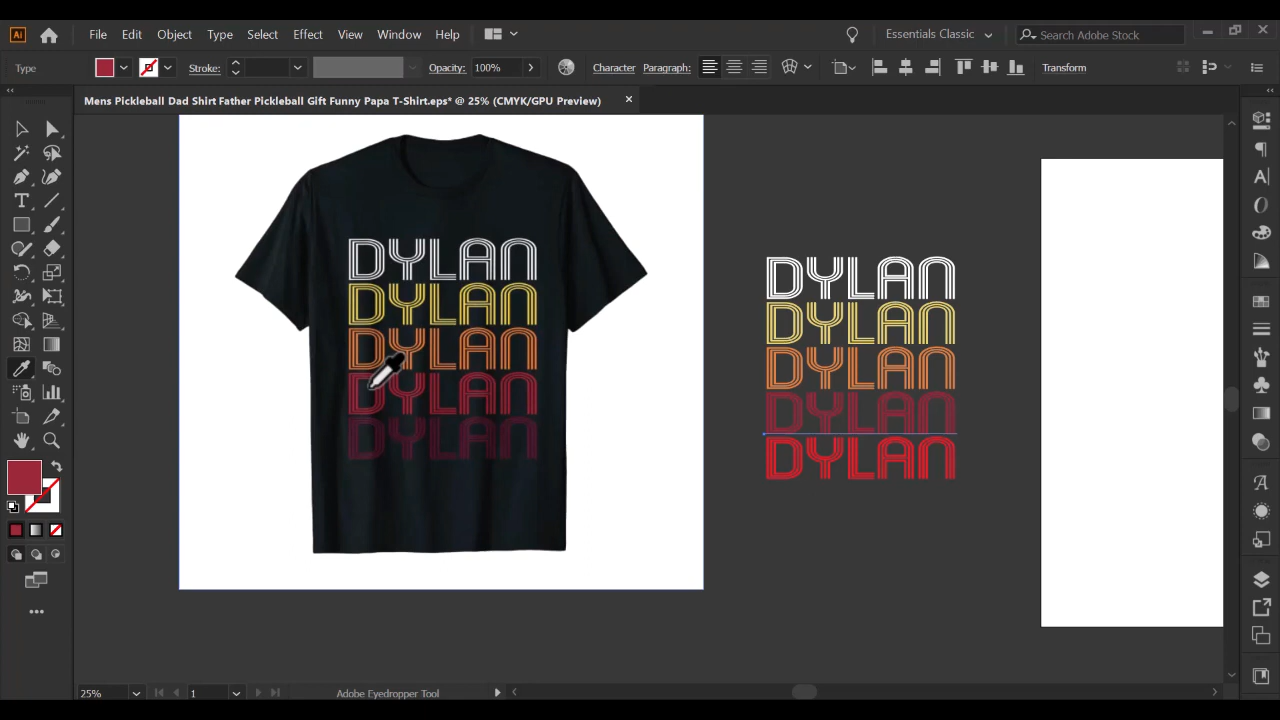 Ai File Edit Object Type Select Effect View Window Help Essentials Classic Search Adobe Stock
Type Stroke: Opacity: 100% Character Paragraph: Transform
Mens Pickleball Dad Shirt Father Pickleball Gift Funny Papa T-Shirt.eps* @ 25% (CMYK/GPU Preview)
DYLAN
DYLAN
DYLAN
DYLAN
DYLAN
DYLAN
DYLAN
DYLAN
DYLAN
DYLAN
25% 1 Adobe Eyedropper Tool